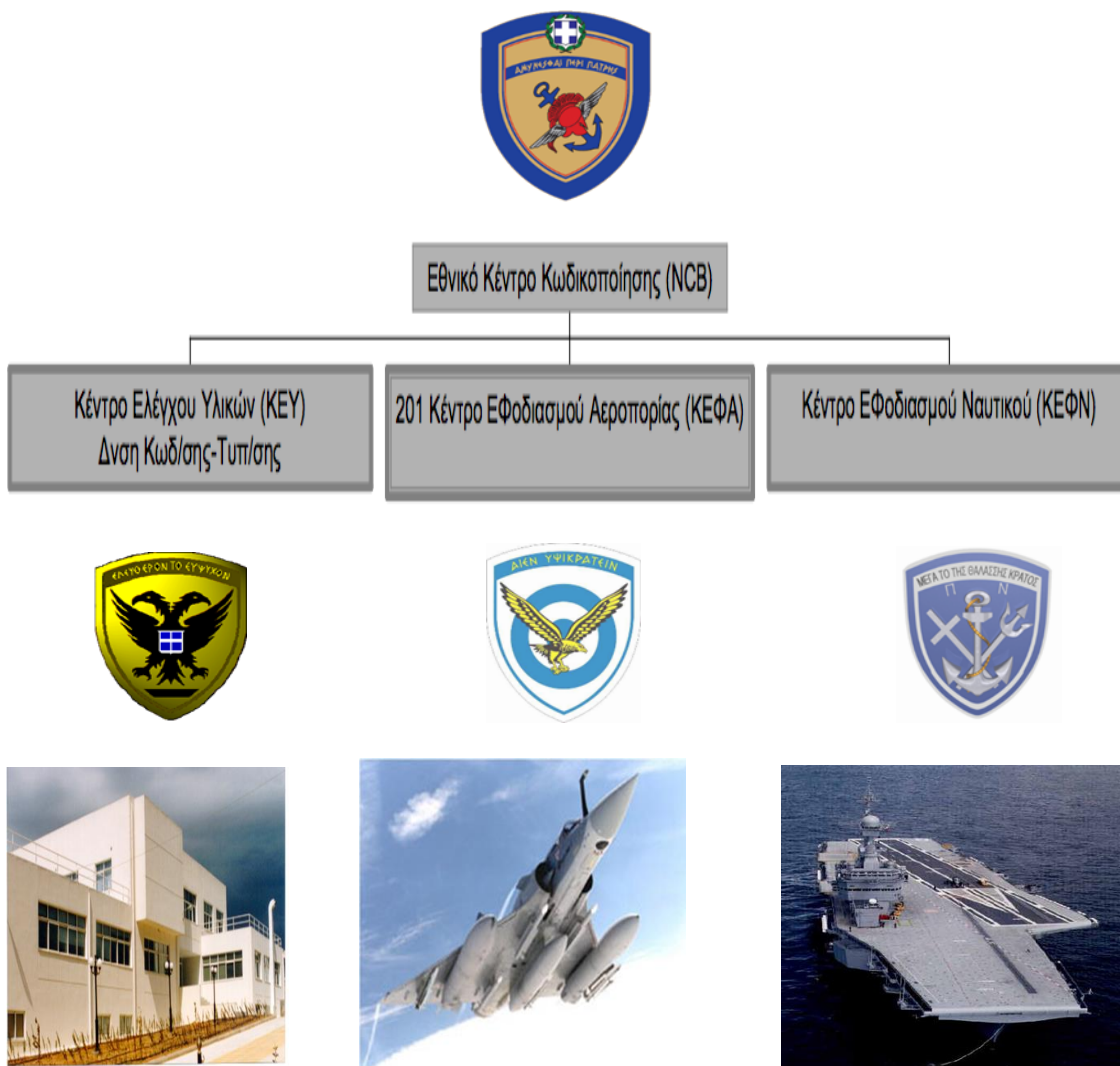 ΑΜΥΝΕΣΘΑΙ ΠΕΡΙ ΠΑΤΡΗΣ
Εθνικό Κέντρο Κωδικοποίησης (NCB)
Κέντρο Ελέγχου Υλικών (ΚΕΥ)
Δνση Κωδ/σης-Τυπ/σης
201 Κέντρο ΕΦοδιασμού Αεροπορίας (ΚΕΦΑ)
Κέντρο ΕΦοδιασμού Ναυτικού (ΚΕΦΝ)
ΕΛΕΥΘΕΡΟΝ ΤΟ ΕΥΨΥΧΟΝ
ΑΙΕΝ ΥΨΙΚΡΑΤΕΙΝ
ΜΕΓΑ ΤΟ ΤΗΣ ΘΑΛΑΣΣΗΣ ΚΡΑΤΟΣ
Π Ν